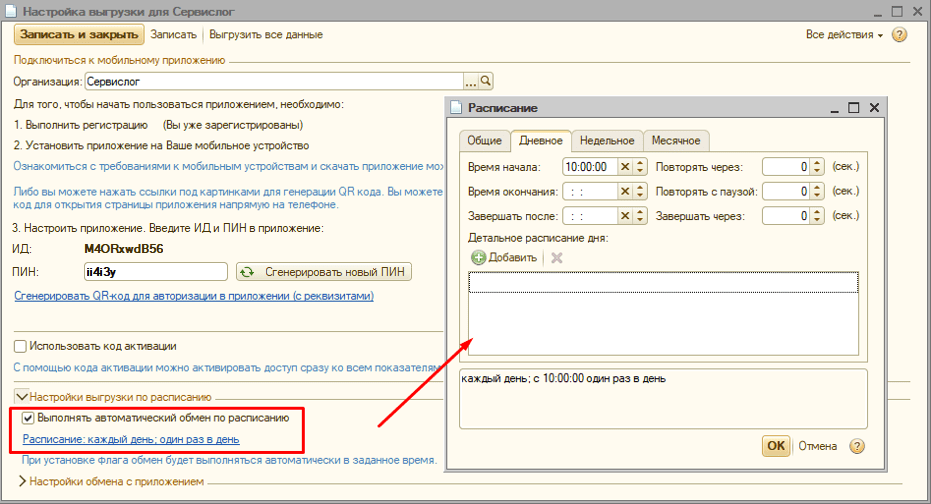 Настройка выгрузки для Сервислог
Записать и закрыть Записать Выгрузить все данные Все действия ?
Подключиться к мобильному приложению
Организация: Сервислог ...
Для того, чтобы начать пользоваться приложением, необходимо:
1. Выполнить регистрацию (Вы уже зарегистрированы)
2. Установить приложение на Ваше мобильное устройство
Ознакомиться с требованиями к мобильным устройствам и скачать приложение мож
Либо вы можете нажать ссылки под картинками для генерации QR кода. Вы можете
код для открытия страницы приложения напрямую на телефоне.
3. Настроить приложение. Введите ИД и ПИН в приложение:
ИД: M4ORxwdB56
ПИН: ii4i3y Сгенерировать новый ПИН
Сгенерировать QR-код для авторизации в приложении (с реквизитами)
Использовать код активации
С помощью кода активации можно активировать доступ сразу ко всем показателям
Настройки выгрузки по расписанию
Выполнять автоматический обмен по расписанию
Расписание: каждый день; один раз в день
При установке флага обмен будет выполняться автоматически в заданное время.
Настройки обмена с приложением
Расписание
Общие Дневное Недельное Месячное
Время начала: 10:00:00 Повторять через: 0 (сек.)
Время окончания: : : Повторять с паузой: 0 (сек.)
Завершать после: : : Завершать через: 0 (сек.)
Детальное расписание дня:
Добавить
каждый день; с 10:00:00 один раз в день
OK Отмена ?